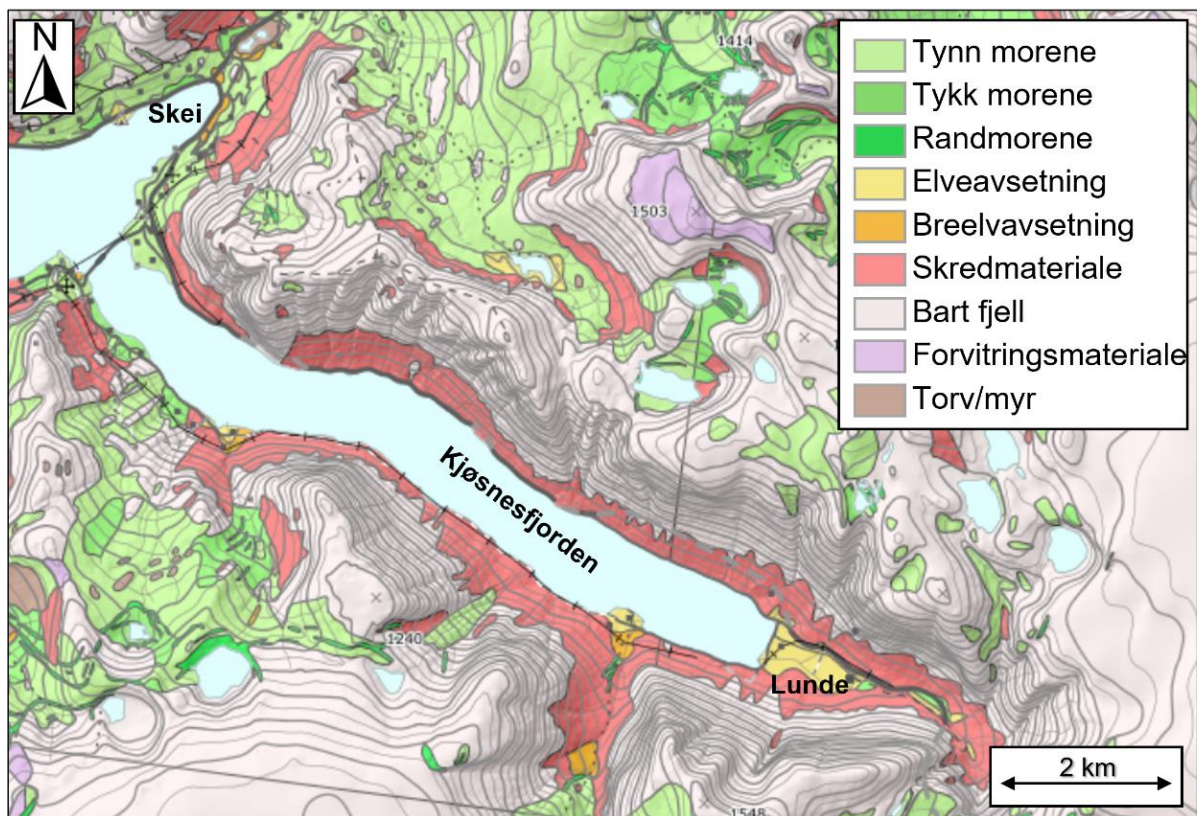 N
1414
Skei
1503
Kjøsnesfjorden
1240
Lunde
1548
Tynn morene
Tykk morene
Randmorene
Elveavsetning
Breelvavsetning
Skredmateriale
Bart fjell
Forvitringsmateriale
Torv/myr
2 km